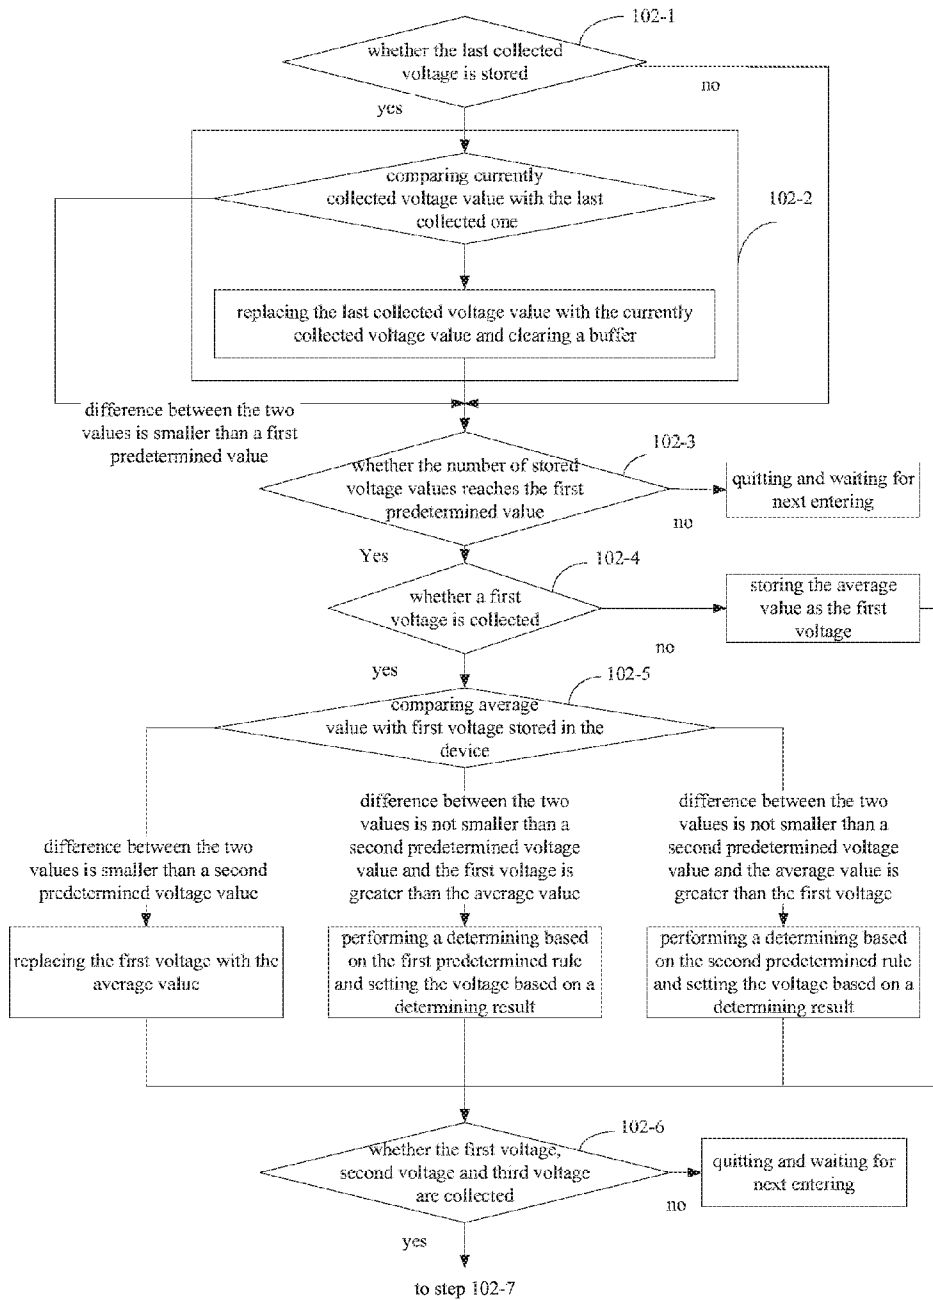 102-1
whether the last collected
voltage is stored
no
yes
comparing currently
collected voltage value with the last
collected one
102-2
replacing the last collected voltage value with the currently
collected voltage value and clearing a buffer
difference between the two
values is smaller than a first
predetermined value
102-3
whether the number of stored
voltage values reaches the first
predetermined value
quitting and waiting for
next entering
no
Yes
102-4
whether a first
voltage is collected
storing the average
value as the first
voltage
no
yes
102-5
comparing average
value with first voltage stored in the
device
difference between the two
values is smaller than a second
predetermined voltage value
difference between the two
values is not smaller than a
second predetermined voltage
value and the first voltage is
greater than the average value
difference between the two
values is not smaller than a
second predetermined voltage
value and the average value is
greater than the first voltage
replacing the first voltage with the
average value
performing a determining based
on the first predetermined rule
and setting the voltage based on a
determining result
performing a determining based
on the second predetermined rule
and setting the voltage based on a
determining result
102-6
whether the first voltage,
second voltage and third voltage
are collected
quitting and waiting for
next entering
no
yes
to step 102-7